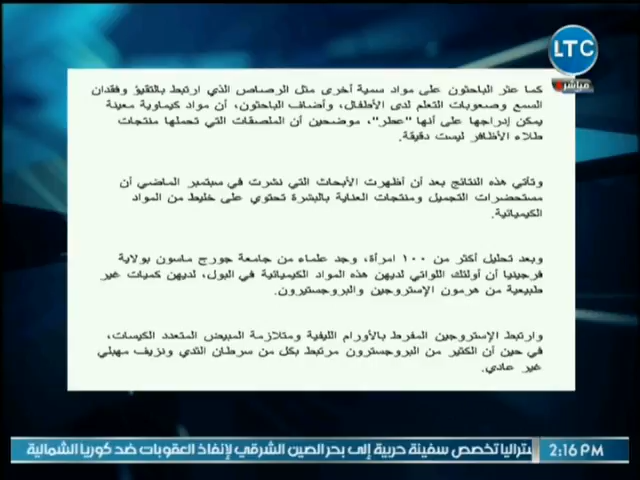 LTC
مباشر
كما عثر الباحثون على مواد سمية أخرى مثل الرصاص الذي ارتبط بالتقيؤ وفقدان
السمع وصعوبات التعلم لدى الأطفال، وأضاف الباحثون، أن مواد كيماوية معينة
يمكن إدراجها على أنها "عطر"، موضحين أن الملصقات التي تحملها منتجات
طلاء الأظافر ليست دقيقة.
وتأتي هذه النتائج بعد أن أظهرت الأبحاث التي نشرت في سبتمبر الماضي أن
مستحضرات التجميل ومنتجات العناية بالبشرة تحتوي على خليط من المواد
الكيميائية.
وبعد تحليل أكثر من ١٠٠ امرأة، وجد علماء من جامعة جورج ماسون بولاية
فرجينيا أن أولئك اللواتي لديهن هذه المواد الكيميائية في البول، لديهن كميات غير
طبيعية من هرمون الإستروجين والبروجستيرون.
وارتبط الإستروجين المفرط بالأورام الليفية ومتلازمة المبيض المتعدد الكيسات،
في حين أن الكثير من البروجسترون مرتبط بكل من سرطان الثدي ونزيف مهبلي
غير عادي.
ستراليا تخصص سفينة حربية إلى بحر الصين الشرقي لإنفاذ العقوبات ضد كوريا الشمالية
2:16 PM